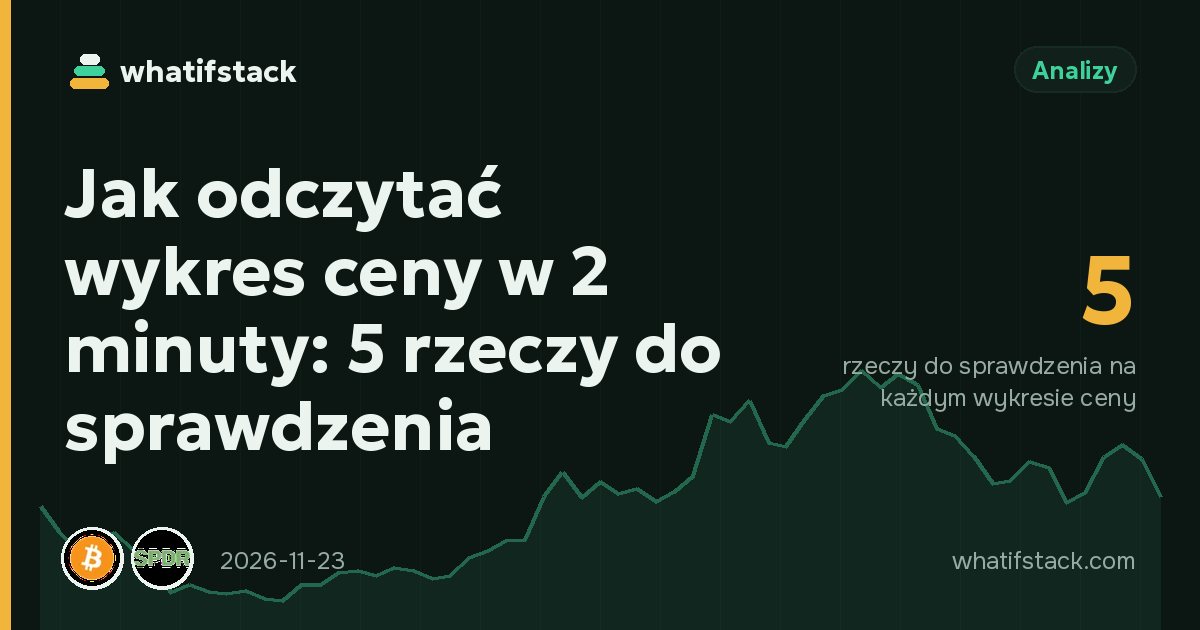 whatifstack
Analizy
Jak odczytać
wykres ceny w 2
minuty: 5 rzeczy do
sprawdzenia
5
rzeczy do sprawdzenia na
każdym wykresie ceny
SPDR
2026-11-23
whatifstack.com